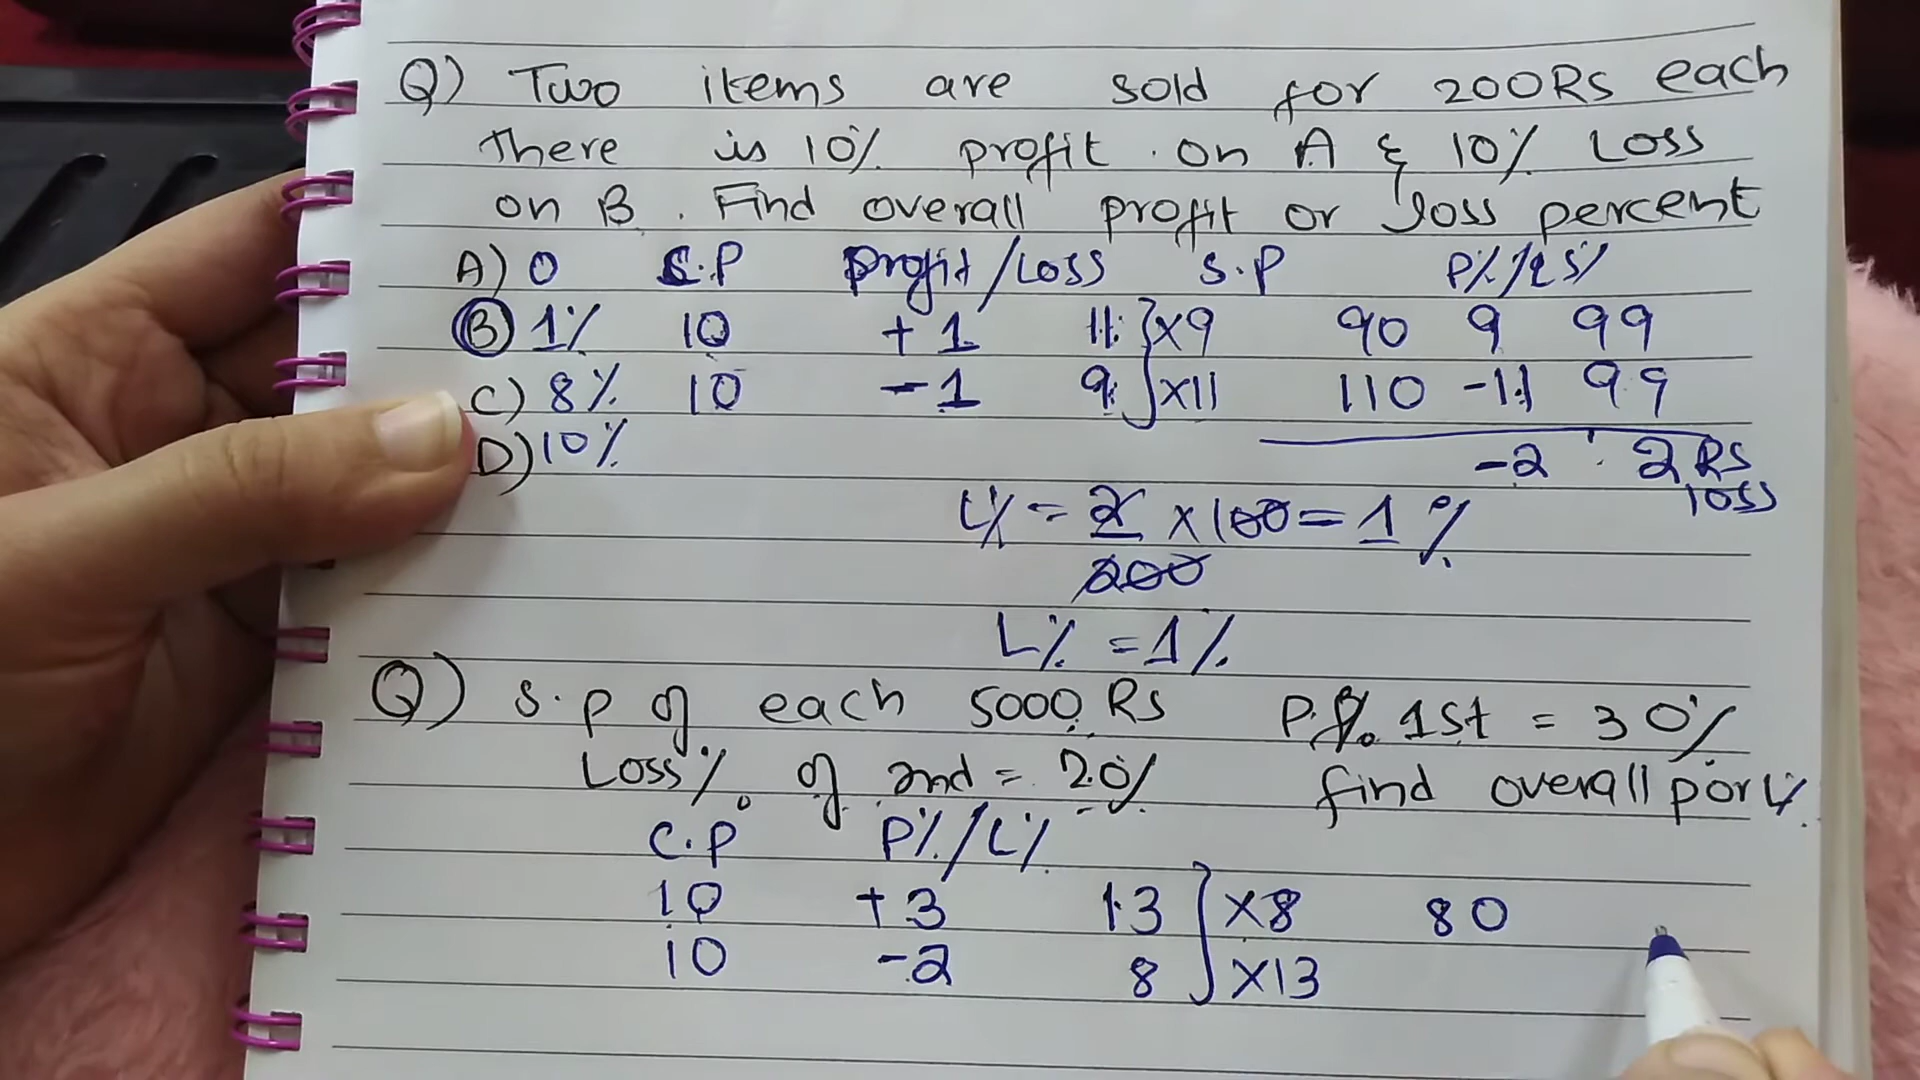 Q) Two items are sold for 200Rs each
There is 10% profit on A & 10% Loss
on B. Find overall profit or loss percent
A) 0 C.P Profit/Loss S.P P%/L%
B) 1% 10 +1 11 }×9 90 9 99
C) 8% 10 -1 9 ×11 110 -11 99
D) 10% -2 2 Rs loss
L% = 2/200 ×100 = 1%
L% = 1%
Q) S.P of each 5000 Rs P.%. 1st = 30%
Loss% of 2nd = 20% find overall P or L%.
C.P P%/L%
10 +3 13 ]×8 80
10 -2 8 ×13